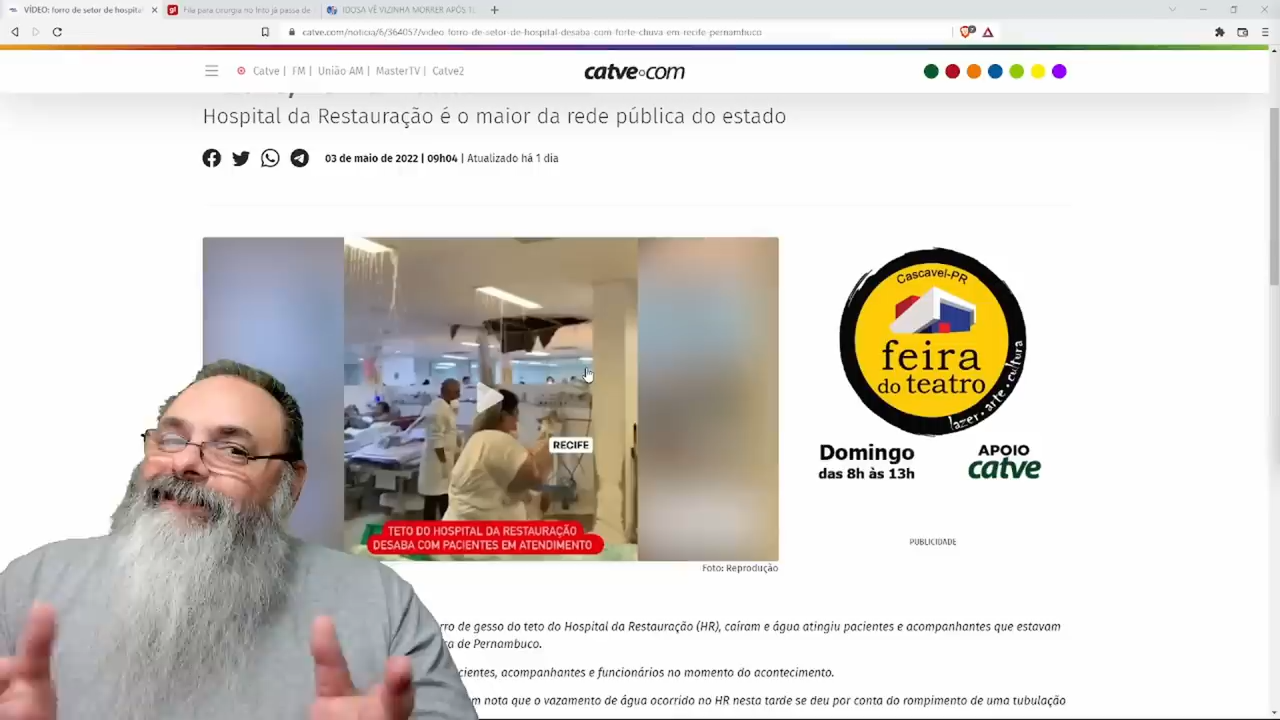 VÍDEO: forro de setor de hospital
Fila para cirurgia no Into já passa de
IDOSA VÊ VIZINHA MORRER APÓS
catve.com/noticia/6/364057/video-forro-de-setor-de-hospital-desaba-com-forte-chuva-em-recife-pernambuco
Catve | FM | União AM | MasterTV | Catve2
catve.com
Hospital da Restauração é o maior da rede pública do estado
03 de maio de 2022 | 09h04 | Atualizado há 1 dia
RECIFE
TETO DO HOSPITAL DA RESTAURAÇÃO
DESABA COM PACIENTES EM ATENDIMENTO
Foto: Reprodução
Cascavel-PR
feira
do teatro
lazer • arte • cultura
Domingo
das 8h às 13h
APOIO
catve
PUBLICIDADE
rro de gesso do teto do Hospital da Restauração (HR), caíram e água atingiu pacientes e acompanhantes que estavam
ra de Pernambuco.
cientes, acompanhantes e funcionários no momento do acontecimento.
m nota que o vazamento de água ocorrido no HR nesta tarde se deu por conta do rompimento de uma tubulação